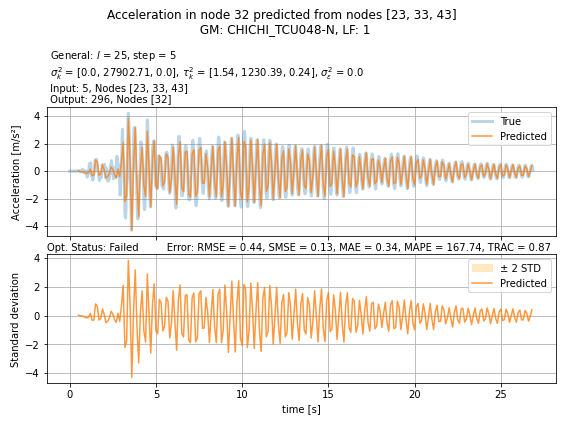 Acceleration in node 32 predicted from nodes [23, 33, 43]
GM: CHICHI_TCU048-N, LF: 1
General: l = 25, step = 5
σ²ₖ = [0.0, 27902.71, 0.0], τ²ₖ = [1.54, 1230.39, 0.24], σ²ε = 0.0
Input: 5, Nodes [23, 33, 43]
Output: 296, Nodes [32]
Acceleration [m/s²]
4
2
0
−2
−4
True
Predicted
Opt. Status: Failed
Error: RMSE = 0.44, SMSE = 0.13, MAE = 0.34, MAPE = 167.74, TRAC = 0.87
Standard deviation
4
2
0
−2
−4
± 2 STD
Predicted
0 5 10 15 20 25
time [s]